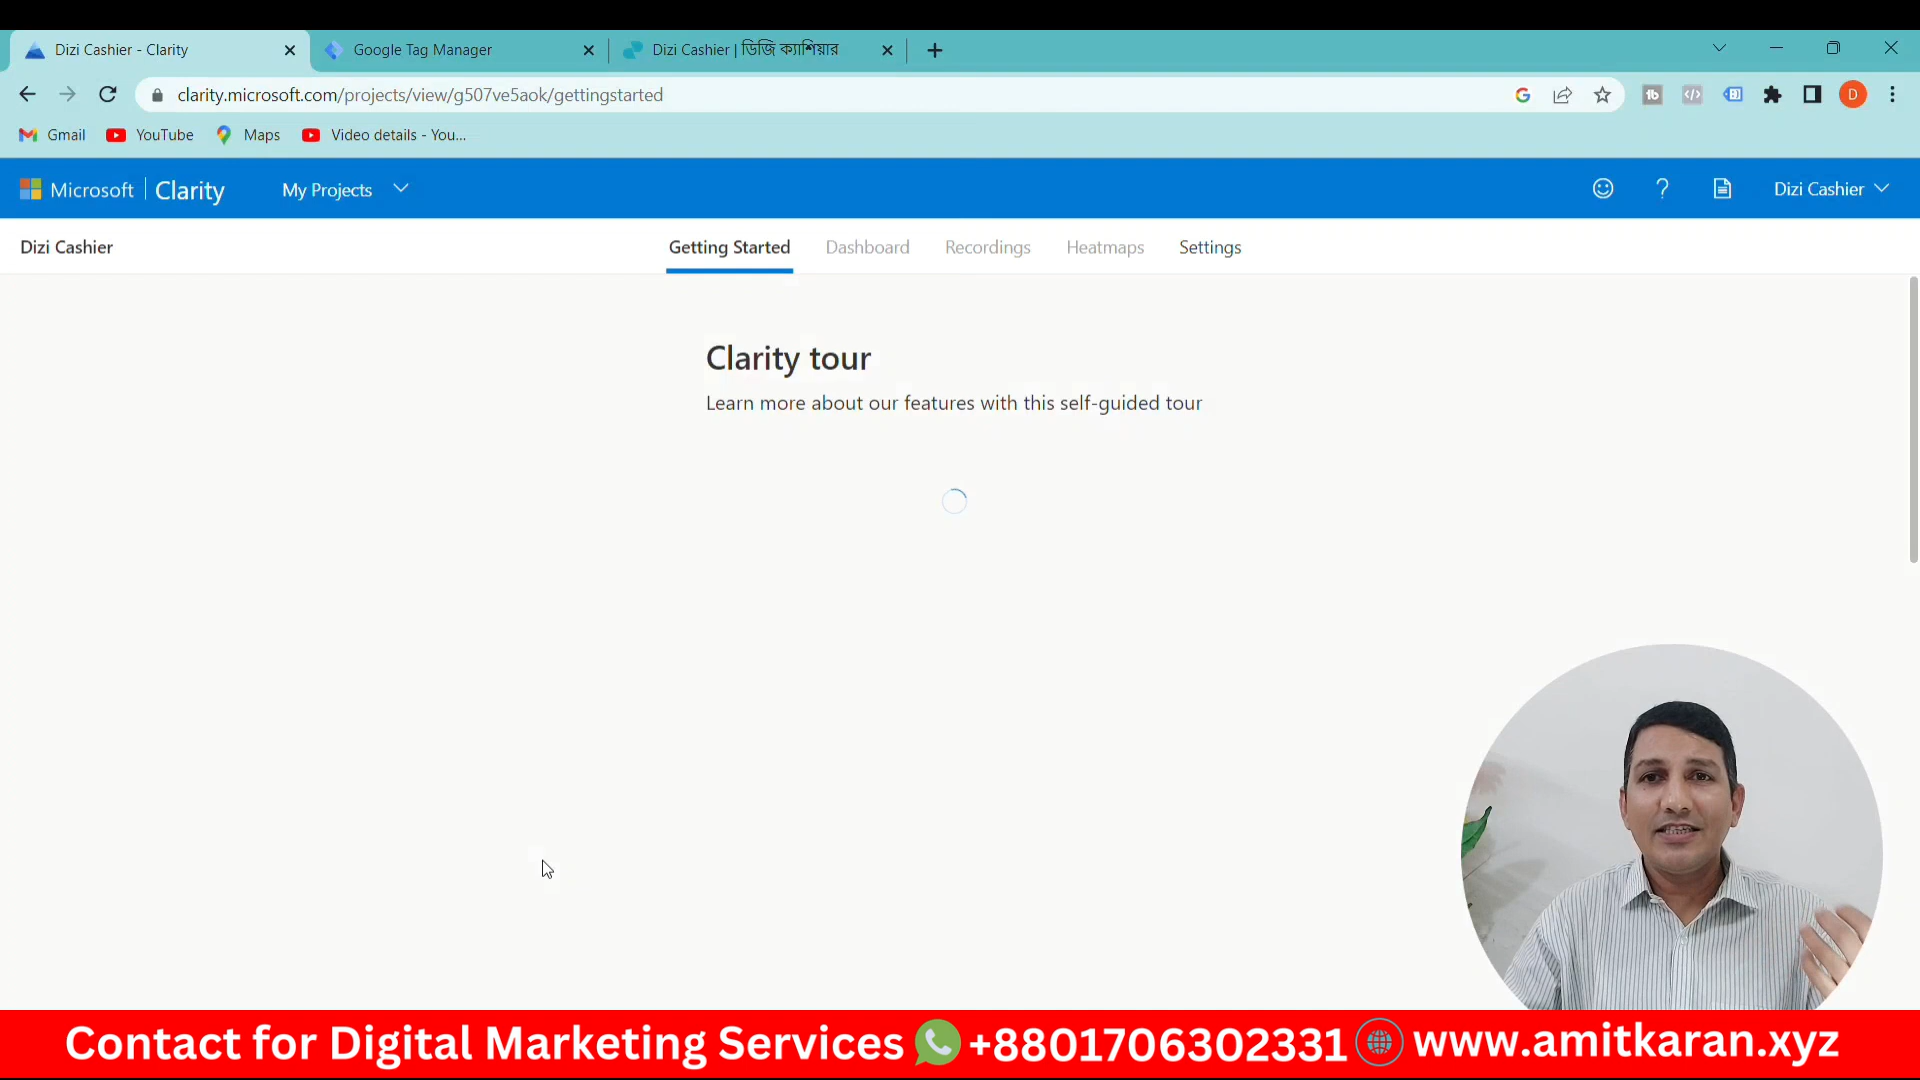 Dizi Cashier - Clarity
Google Tag Manager
Dizi Cashier | ডিজি ক্যাশিয়ার
clarity.microsoft.com/projects/view/g507ve5aok/gettingstarted
D
Gmail
YouTube
Maps
Video details - You...
Microsoft | Clarity
My Projects
Dizi Cashier
Dizi Cashier
Getting Started
Dashboard
Recordings
Heatmaps
Settings
Clarity tour
Learn more about our features with this self-guided tour
Contact for Digital Marketing Services +8801706302331 www.amitkaran.xyz